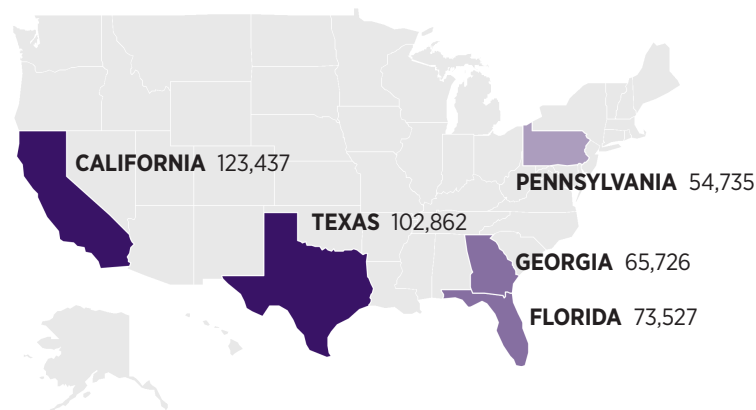 CALIFORNIA 123,437
PENNSYLVANIA 54,735
TEXAS 102,862
GEORGIA 65,726
FLORIDA 73,527